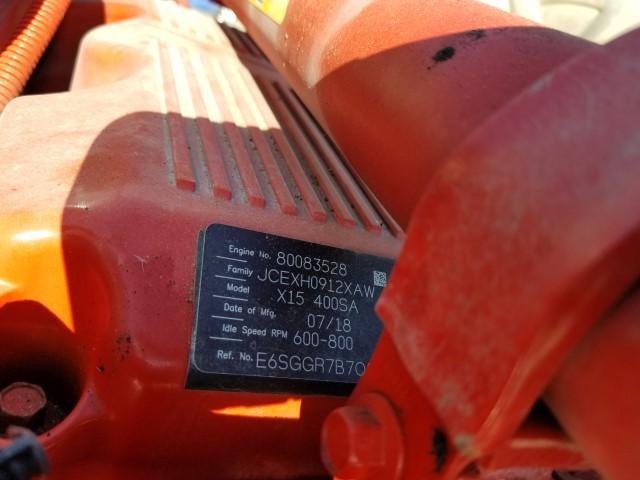 Engine No. 80083528
Family JCEXH0912XAW
Model X15 400SA
Date of Mfg. 07/18
Idle Speed RPM 600-800
Ref. No.